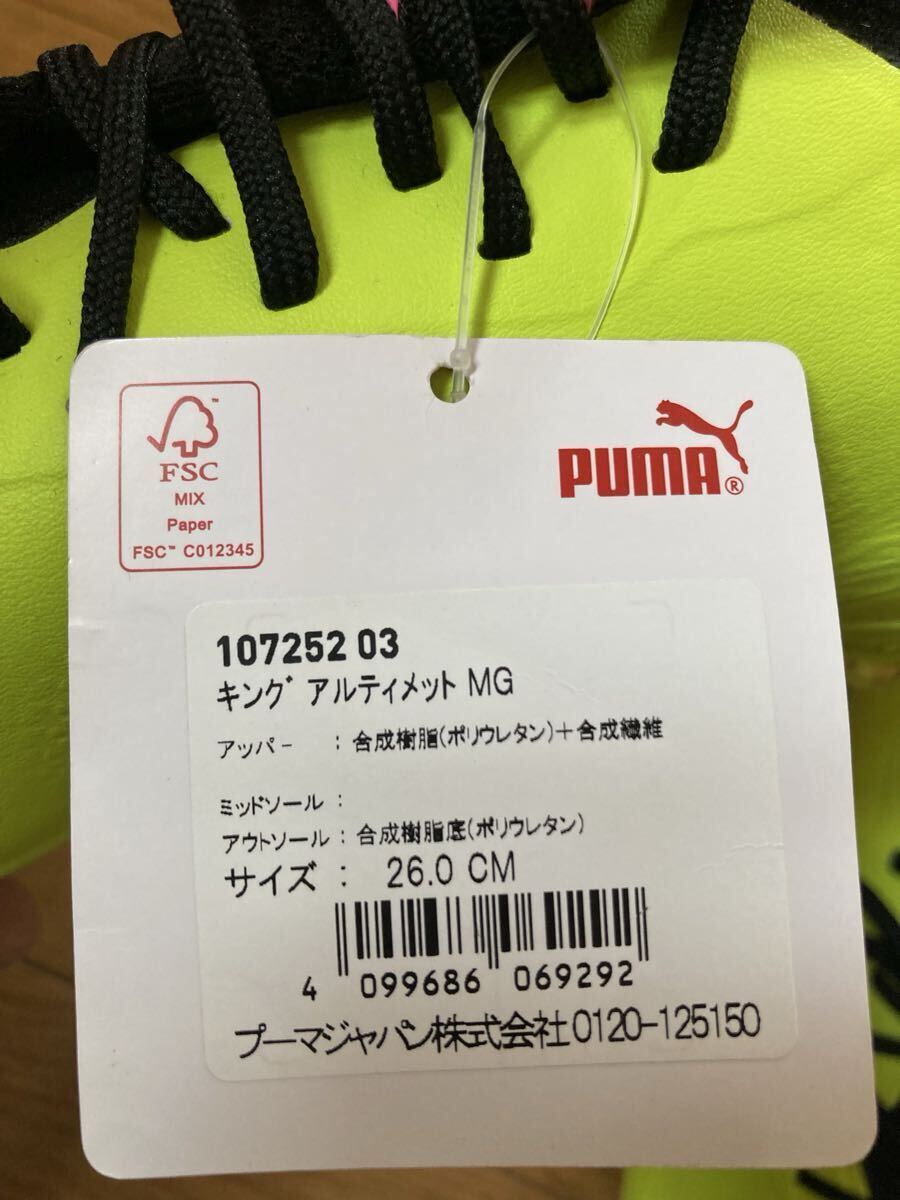 FSC™
MIX
Paper
FSC™ C012345
PUMA®
107252 03
キング アルティメット MG
アッパー : 合成樹脂(ポリウレタン)+合成繊維
ミッドソール :
アウトソール : 合成樹脂底(ポリウレタン)
サイズ : 26.0 CM
4 099686 069292
プーマジャパン株式会社0120-125150